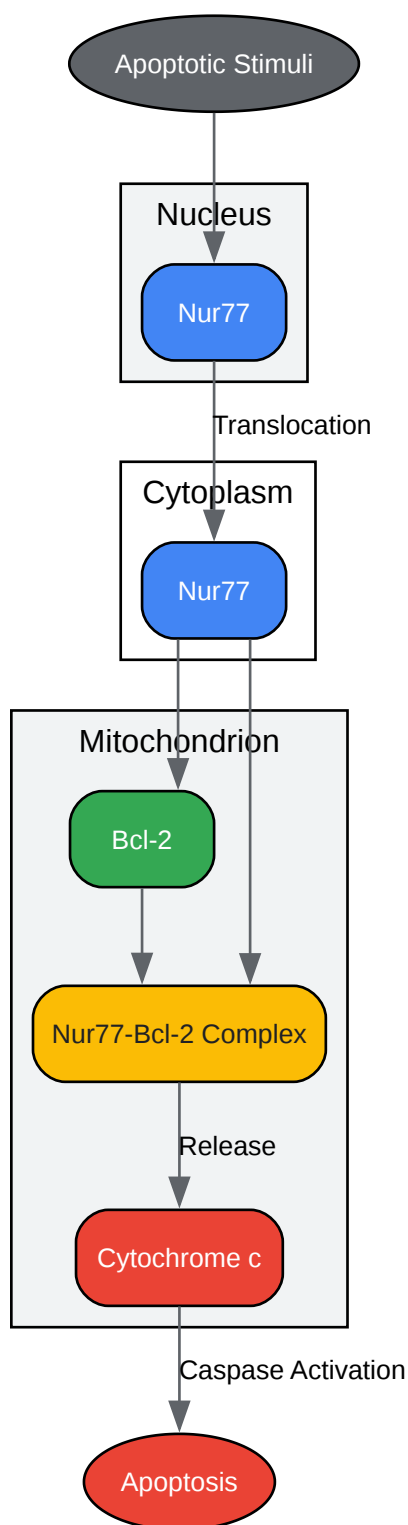 Apoptotic Stimuli
Nucleus
Nur77
Translocation
Cytoplasm
Nur77
Mitochondrion
Bcl-2
Nur77-Bcl-2 Complex
Release
Cytochrome c
Caspase Activation
Apoptosis